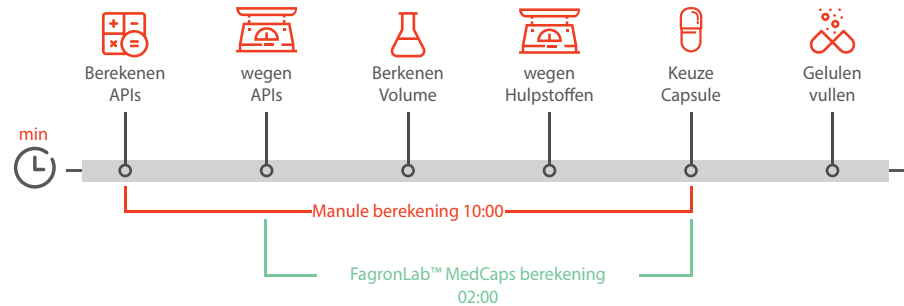 Berekenen
APIs
wegen
APIs
Berkenen
Volume
wegen
Hulpstoffen
Keuze
Capsule
Gelulen
vullen
min
Manule berekening 10:00
FagronLab™ MedCaps berekening
02:00